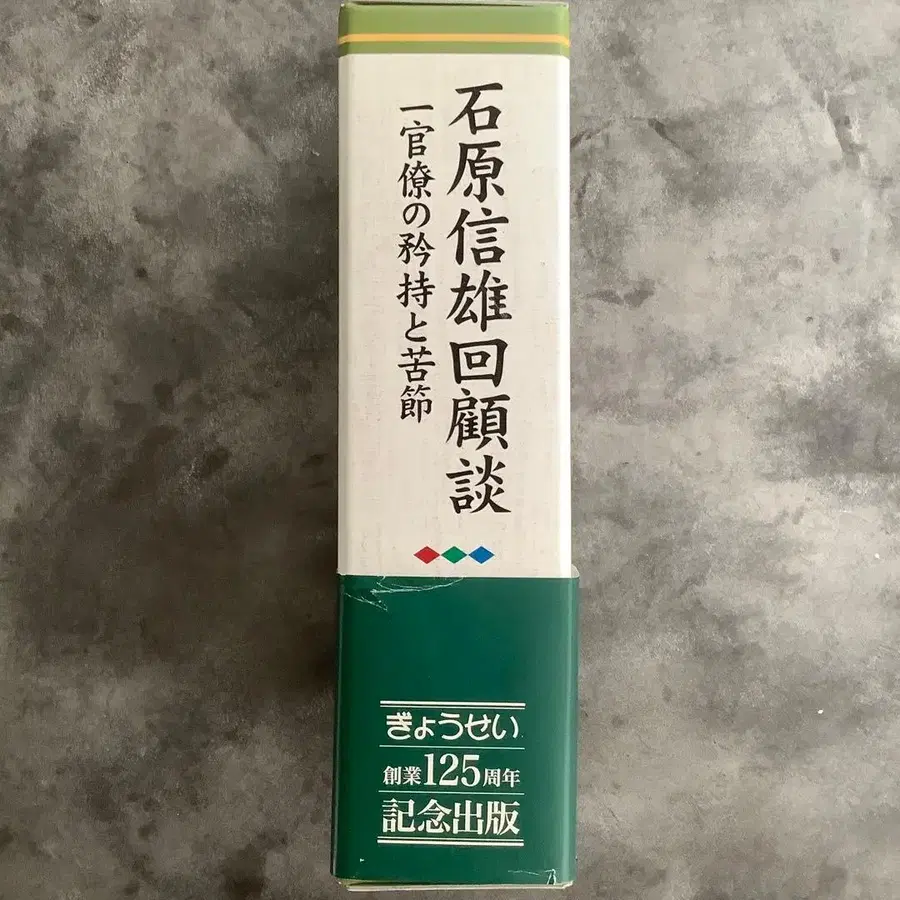 石原信雄回顧談
一官僚の矜持と苦節
ぎょうせい
創業125周年
記念出版